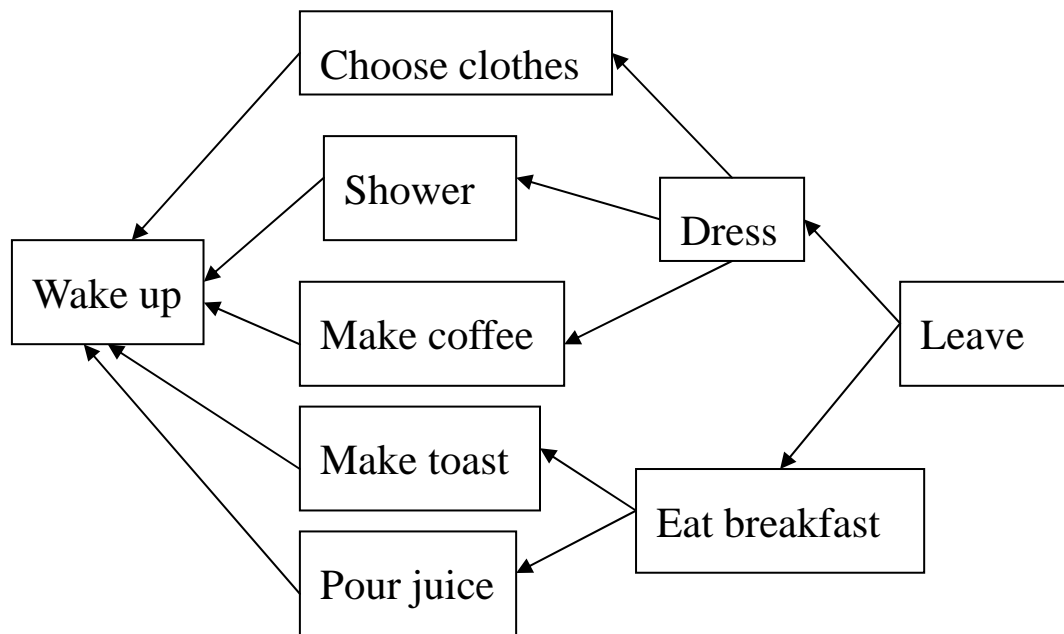 Choose clothes
Shower
Dress
Wake up
Make coffee
Leave
Make toast
Eat breakfast
Pour juice